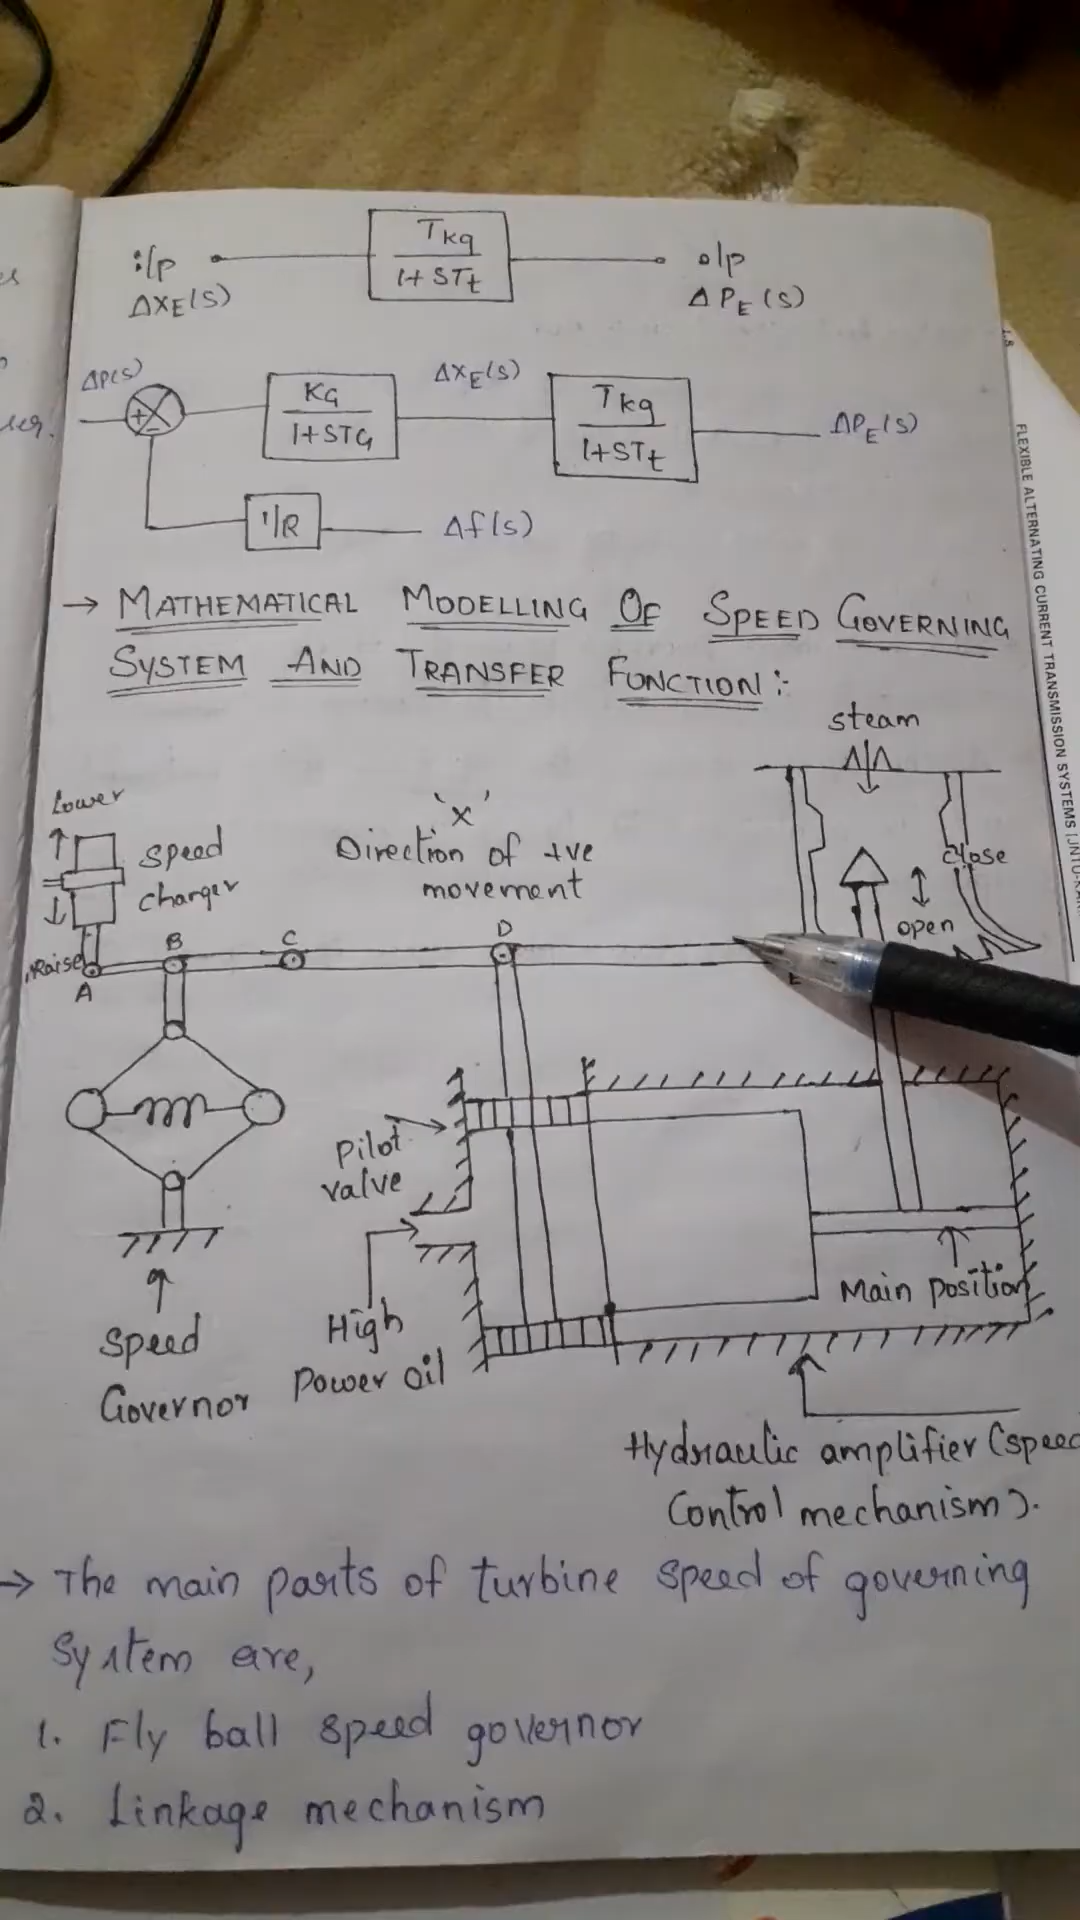 i/p
Tkg
1+STt
o/p
ΔXE(S)
ΔPE(S)
ΔP(S)
+
-
KG
1+STG
ΔXE(S)
Tkg
1+STt
ΔPE(S)
1/R
Δf(S)
→ MATHEMATICAL MODELLING OF SPEED GOVERNING
SYSTEM AND TRANSFER FUNCTION :-
steam
Lower
'x'
Direction of +ve
movement
speed
changer
close
open
Raise
A
B
C
D
E
Pilot
valve
Main position
High
Power oil
Speed
Governor
Hydraulic amplifier (speed
Control mechanism).
→ The main parts of turbine speed of governing
System are,
1. Fly ball speed governor
2. Linkage mechanism
FLEXIBLE ALTERNATING CURRENT TRANSMISSION SYSTEMS